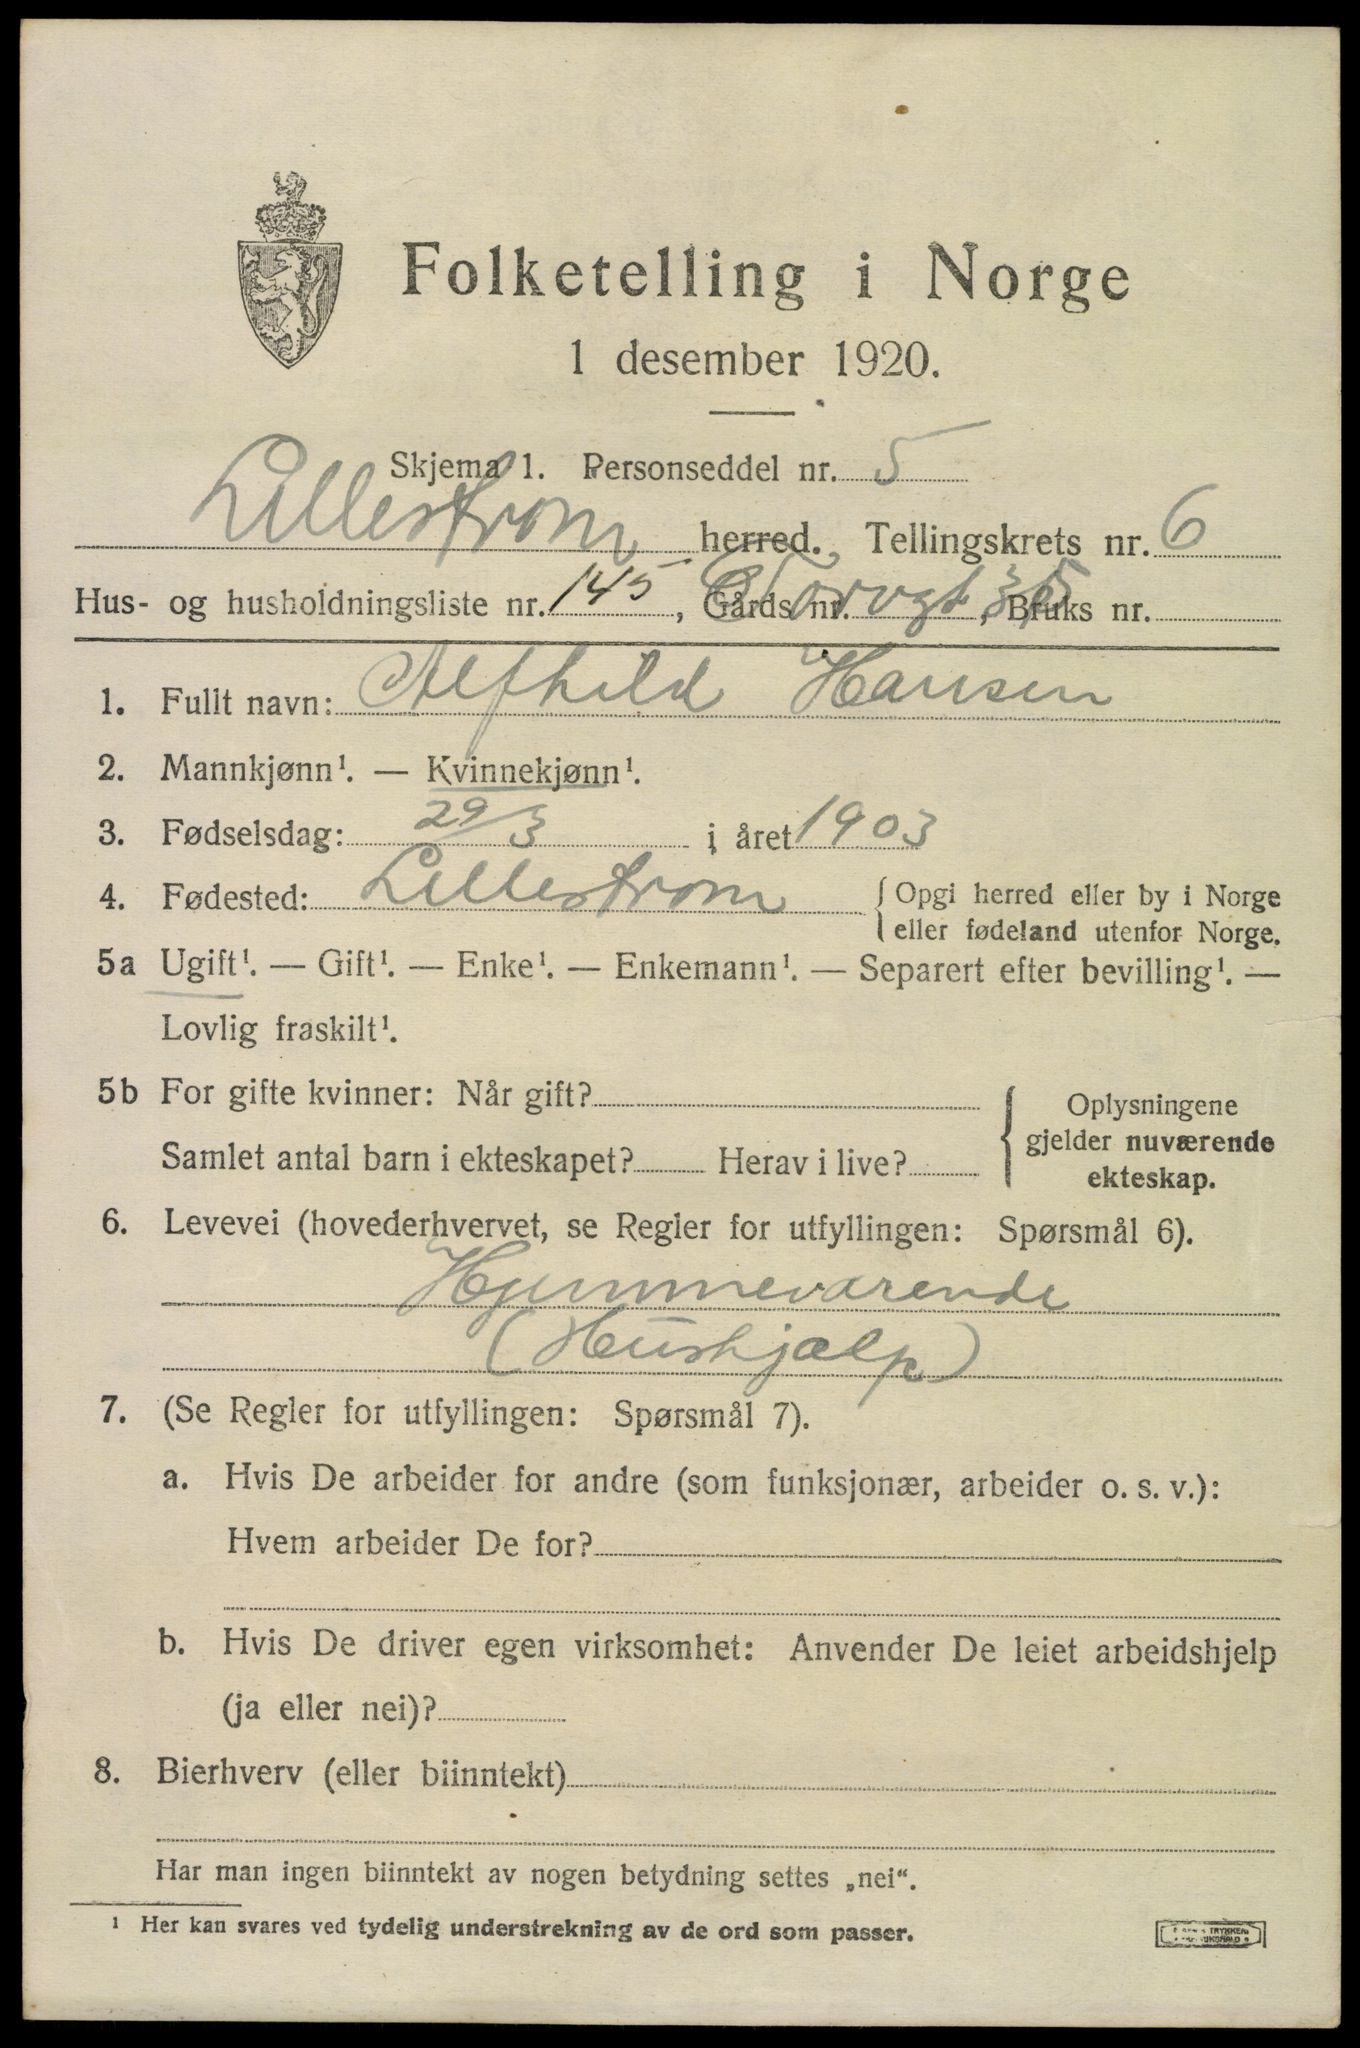 Folketelling i Norge
1 desember 1920.
Skjema 1. Personseddel nr. 5
Lillestrøm herred., Tellingskrets nr. 6
Hus- og husholdningsliste nr. 145, Gårds nr. Torvgt 35, Bruks nr.
1. Fullt navn: Alfhild Hansen
2. Mannkjønn¹. — Kvinnekjønn¹.
3. Fødselsdag: 29/3 i året 1903
4. Fødested: Lillestrøm {Opgi herred eller by i Norge
eller fødeland utenfor Norge.
5a Ugift¹. — Gift¹. — Enke¹. — Enkemann¹. — Separert efter bevilling¹. —
Lovlig fraskilt¹.
5b For gifte kvinner: Når gift?
Samlet antal barn i ekteskapet? Herav i live?
{Oplysningene
gjelder nuværende
ekteskap.
6. Levevei (hovederhvervet, se Regler for utfyllingen: Spørsmål 6).
Hjemmeværende
(Hushjælp)
7. (Se Regler for utfyllingen: Spørsmål 7).
a. Hvis De arbeider for andre (som funksjonær, arbeider o. s. v.):
Hvem arbeider De for?
b. Hvis De driver egen virksomhet: Anvender De leiet arbeidshjelp
(ja eller nei)?
8. Bierhverv (eller biinntekt)
Har man ingen biinntekt av nogen betydning settes „nei“.
¹ Her kan svares ved tydelig understrekning av de ord som passer.